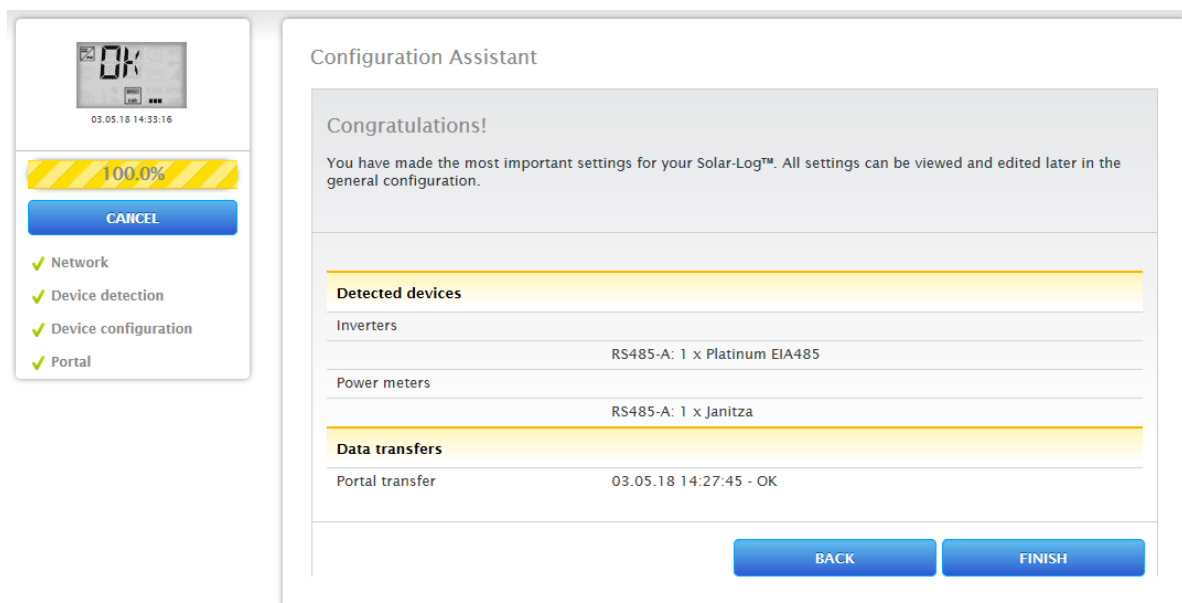 OK
03.05.18 14:33:16
100.0%
CANCEL
Network
Device detection
Device configuration
Portal
Configuration Assistant
Congratulations!
You have made the most important settings for your Solar-Log™. All settings can be viewed and edited later in the
general configuration.
Detected devices
Inverters
RS485-A: 1 x Platinum EIA485
Power meters
RS485-A: 1 x Janitza
Data transfers
Portal transfer 03.05.18 14:27:45 - OK
BACK FINISH